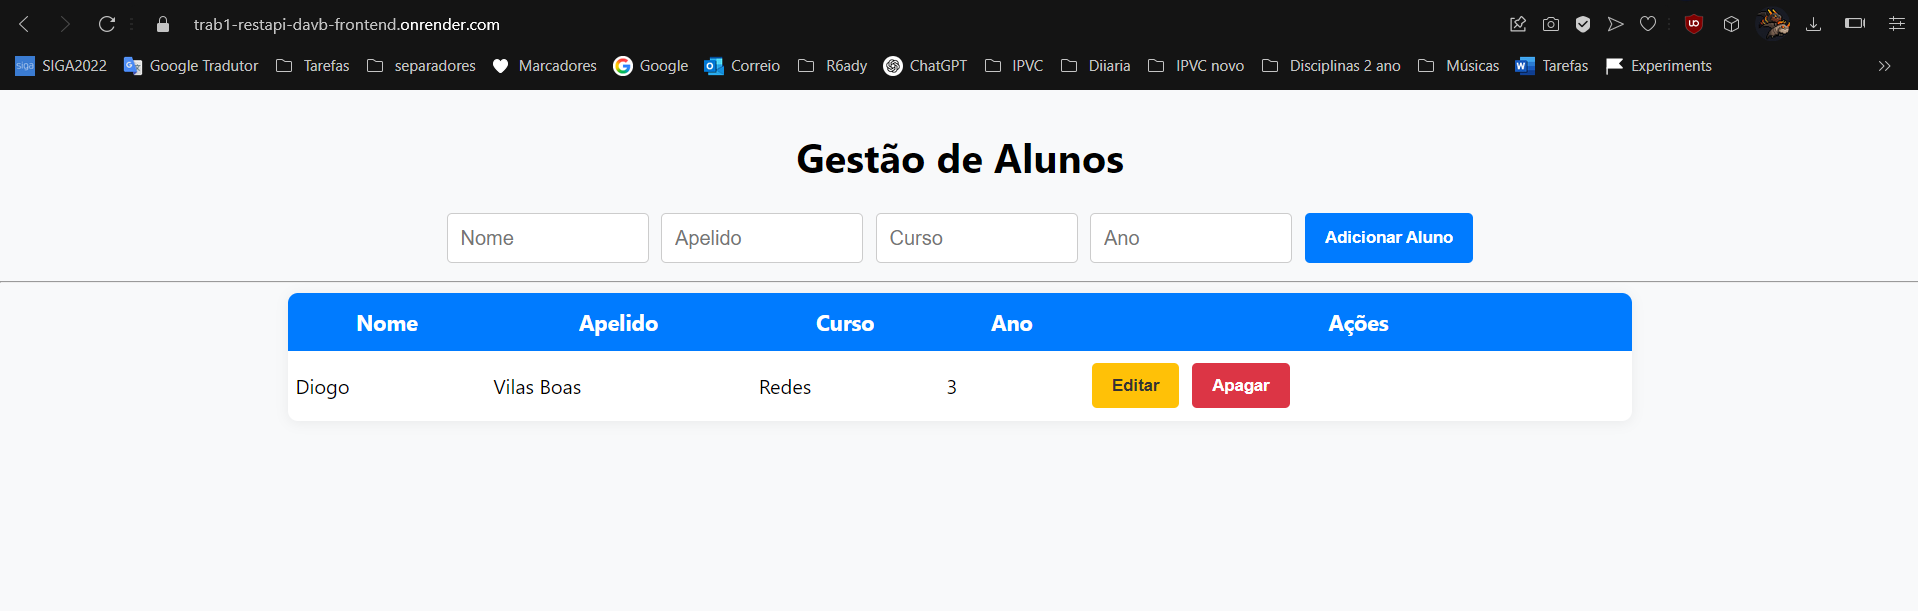 trab1-restapi-davb-frontend.onrender.com
siga SIGA2022 Google Tradutor Tarefas separadores Marcadores Google Correio R6ady ChatGPT IPVC Diiaria IPVC novo Disciplinas 2 ano Músicas Tarefas Experiments
Gestão de Alunos
Nome Apelido Curso Ano Adicionar Aluno
Nome Apelido Curso Ano Ações
Diogo Vilas Boas Redes 3 Editar Apagar